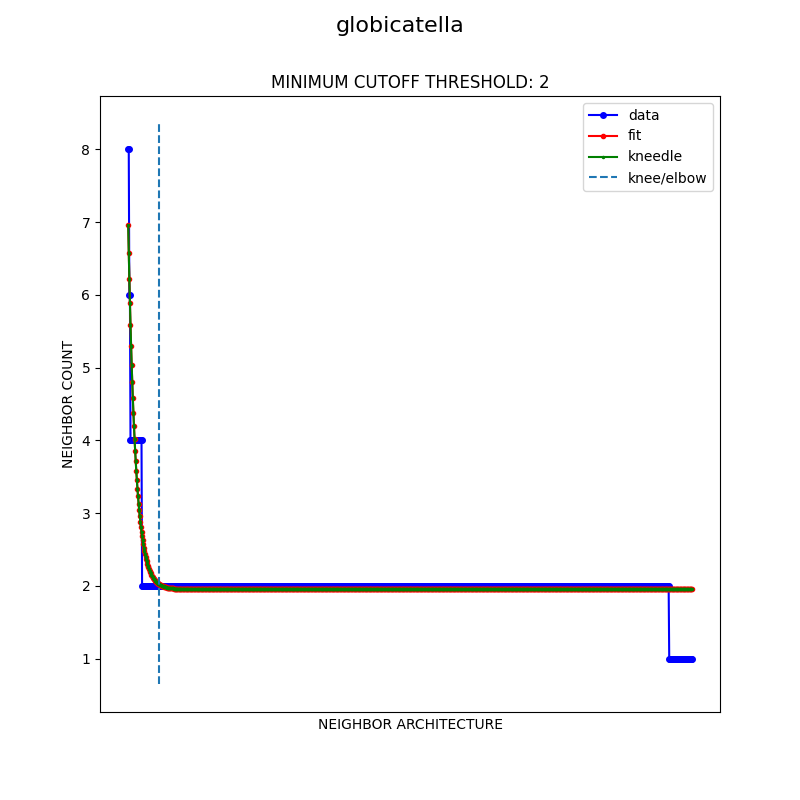 globicatella
MINIMUM CUTOFF THRESHOLD: 2
data
fit
kneedle
knee/elbow
8
7
6
5
4
3
2
1
NEIGHBOR COUNT
NEIGHBOR ARCHITECTURE